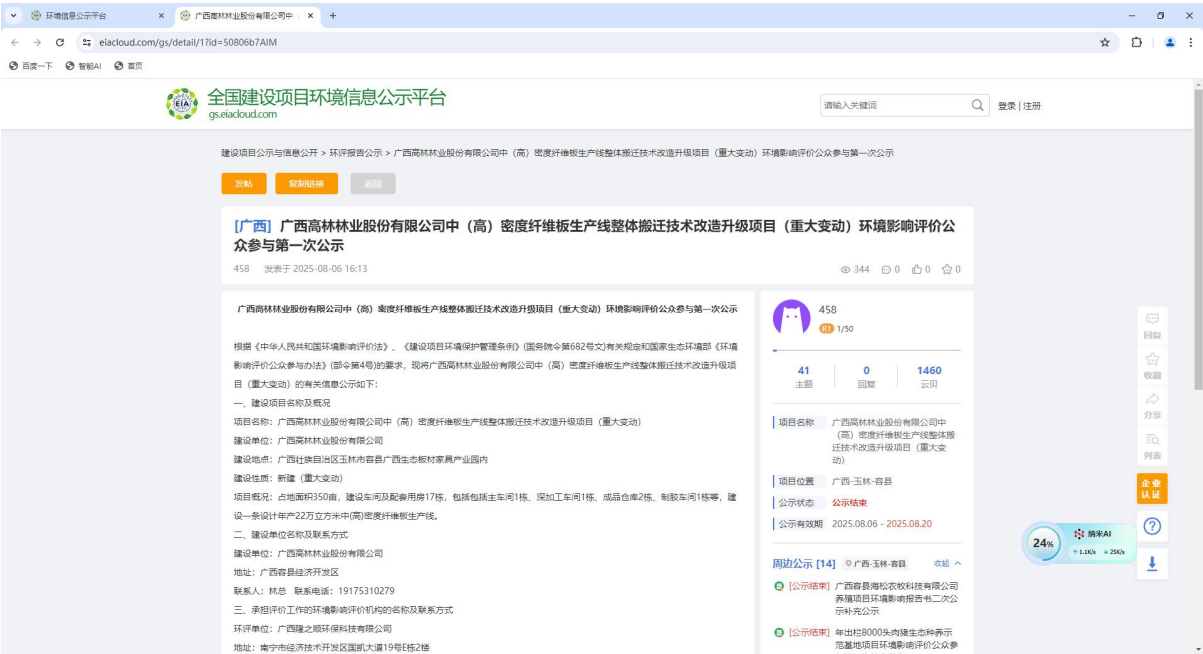 环境信息公示平台
广西高林林业股份有限公司中
eiacloud.com/gs/detail/1?id=50806b7AIM
百度一下 智能AI 首页
EIA
全国建设项目环境信息公示平台
gs.eiacloud.com
请输入关键词
登录 | 注册
建设项目公示与信息公开 > 环评报告公示 > 广西高林林业股份有限公司中（高）密度纤维板生产线整体搬迁技术改造升级项目（重大变动）环境影响评价公众参与第一次公示
发帖 复制链接 返回
[广西] 广西高林林业股份有限公司中（高）密度纤维板生产线整体搬迁技术改造升级项目（重大变动）环境影响评价公
众参与第一次公示
458 发表于 2025-08-06 16:13
344 0 0 0
广西高林林业股份有限公司中（高）密度纤维板生产线整体搬迁技术改造升级项目（重大变动）环境影响评价公众参与第一次公示
根据《中华人民共和国环境影响评价法》、《建设项目环境保护管理条例》(国务院令第682号文)有关规定和国家生态环境部《环境
影响评价公众参与办法》(部令第4号)的要求，现将广西高林林业股份有限公司中（高）密度纤维板生产线整体搬迁技术改造升级项
目（重大变动）的有关信息公示如下：
一、建设项目名称及概况
项目名称：广西高林林业股份有限公司中（高）密度纤维板生产线整体搬迁技术改造升级项目（重大变动）
建设单位：广西高林林业股份有限公司
建设地点：广西壮族自治区玉林市容县广西生态板材家具产业园内
建设性质：新建（重大变动）
项目概况：占地面积350亩，建设车间及配套用房17栋，包括包括主车间1栋、深加工车间1栋、成品仓库2栋、制胶车间1栋等，建
设一条设计年产22万立方米中(高)密度纤维板生产线。
二、建设单位名称及联系方式
建设单位：广西高林林业股份有限公司
地址：广西容县经济开发区
联系人：林总 联系电话：19175310279
三、承担评价工作的环境影响评价机构的名称及联系方式
环评单位：广西隆之顺环保科技有限公司
地址：南宁市经济技术开发区国凯大道19号E栋2楼
458
R1 1/50
41 0 1460
主题 回复 云贝
项目名称 广西高林林业股份有限公司中
（高）密度纤维板生产线整体搬
迁技术改造升级项目（重大变
动）
项目位置 广西-玉林-容县
公示状态 公示结束
公示有效期 2025.08.06 - 2025.08.20
周边公示 [14] 广西-玉林-容县 收起
[公示结束] 广西容县海松农牧科技有限公司
养殖项目环境影响报告书二次公
示补充公示
[公示结束] 年出栏8000头肉猪生态种养示
范基地项目环境影响评价公众参
回复
收藏
分享
列表
企业
认证
24%
纳米AI
1.1K/s 25K/s